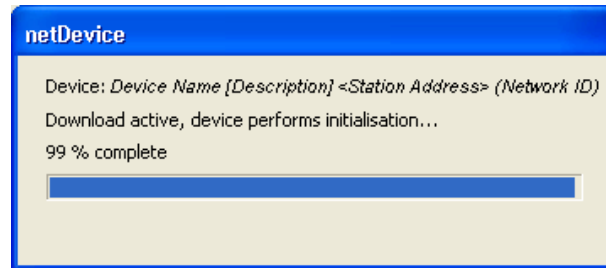 netDevice
Device: Device Name [Description] <Station Address> (Network ID)
Download active, device performs initialisation...
99 % complete